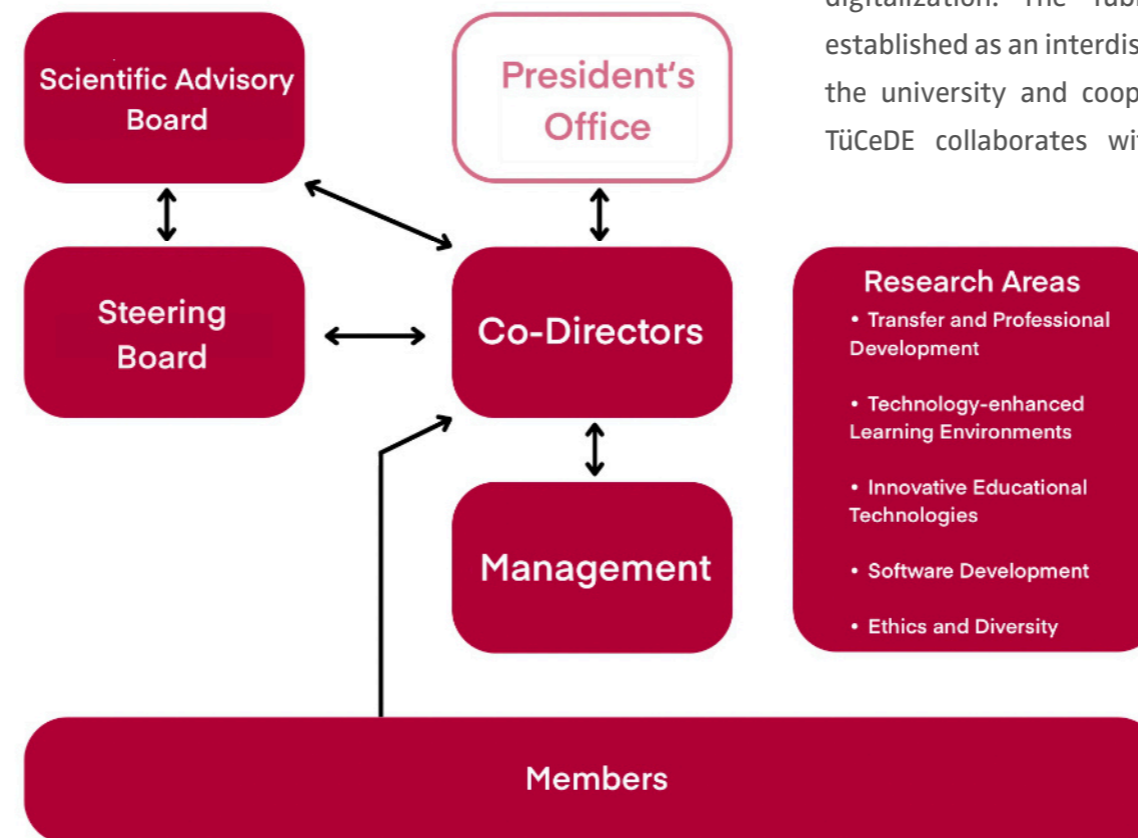 Scientific Advisory
Board
President's
Office
established as an interdis
the university and coop
TüCeDE collaborates wit
Steering
Board
Co-Directors
Management
Research Areas
• Transfer and Professional
Development
• Technology-enhanced
Learning Environments
• Innovative Educational
Technologies
• Software Development
• Ethics and Diversity
Members